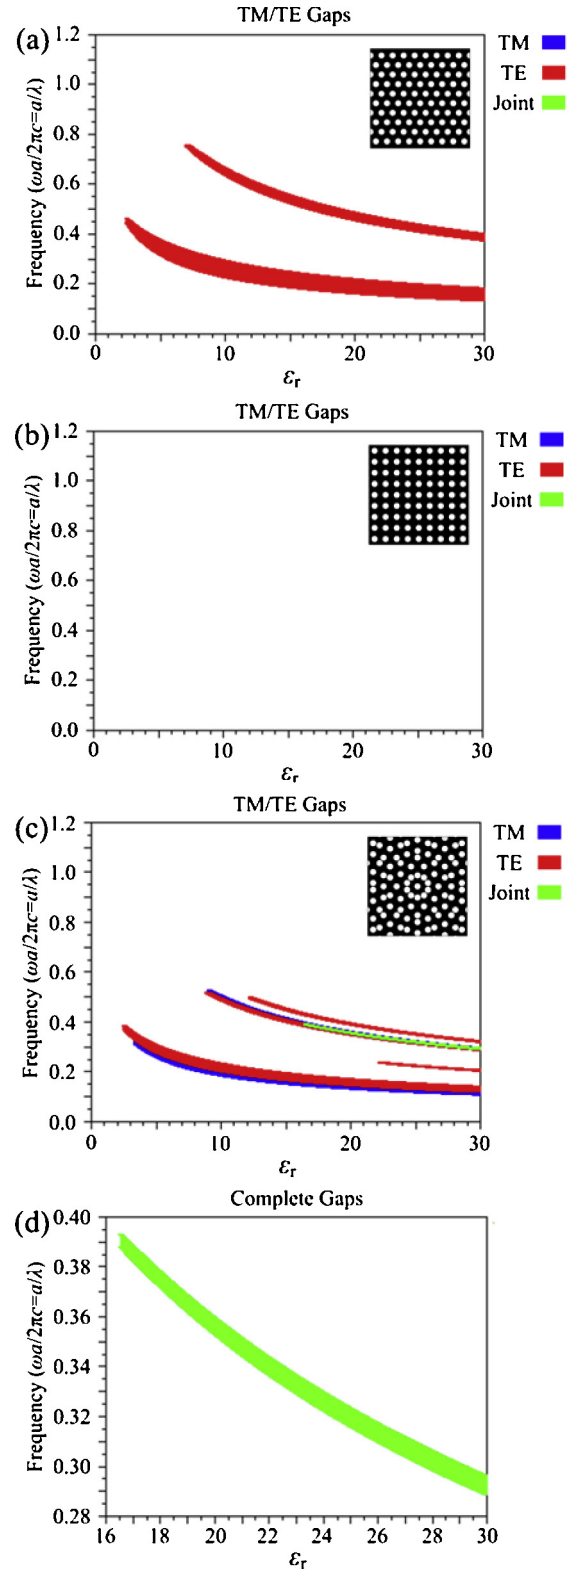 TM/TE Gaps
(a)
1.2
1.0
0.8
0.6
0.4
0.2
0.0
Frequency (ωa/2πc=a/λ)
TM
TE
Joint
0 10 20 30
εr
TM/TE Gaps
(b)
1.2
1.0
0.8
0.6
0.4
0.2
0.0
Frequency (ωa/2πc=a/λ)
TM
TE
Joint
0 10 20 30
εr
TM/TE Gaps
(c)
1.2
1.0
0.8
0.6
0.4
0.2
0.0
Frequency (ωa/2πc=a/λ)
TM
TE
Joint
0 10 20 30
εr
Complete Gaps
(d)
0.40
0.38
0.36
0.34
0.32
0.30
0.28
Frequency (ωa/2πc=a/λ)
16 18 20 22 24 26 28 30
εr